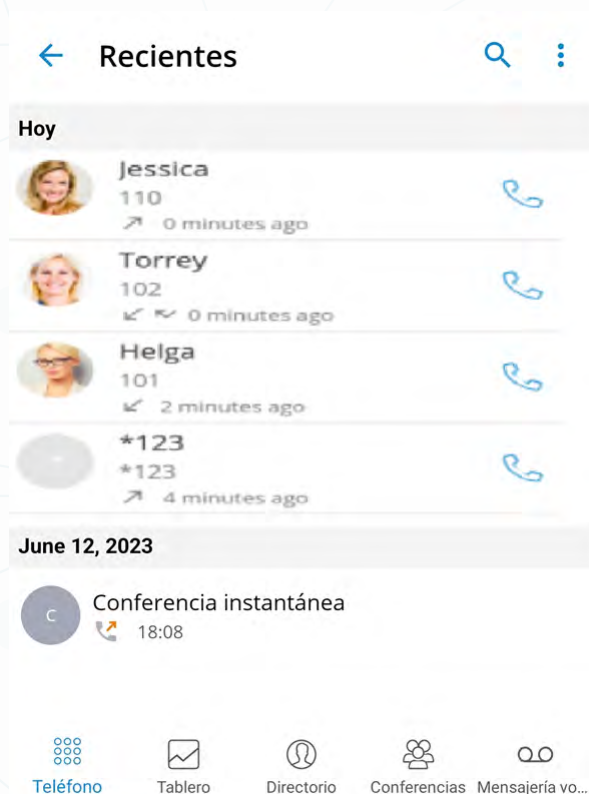 Recientes
Hoy
Jessica
110
0 minutes ago
Torrey
102
0 minutes ago
Helga
101
2 minutes ago
*123
*123
4 minutes ago
June 12, 2023
C
Conferencia instantánea
18:08
Teléfono Tablero Directorio Conferencias Mensajería vo...